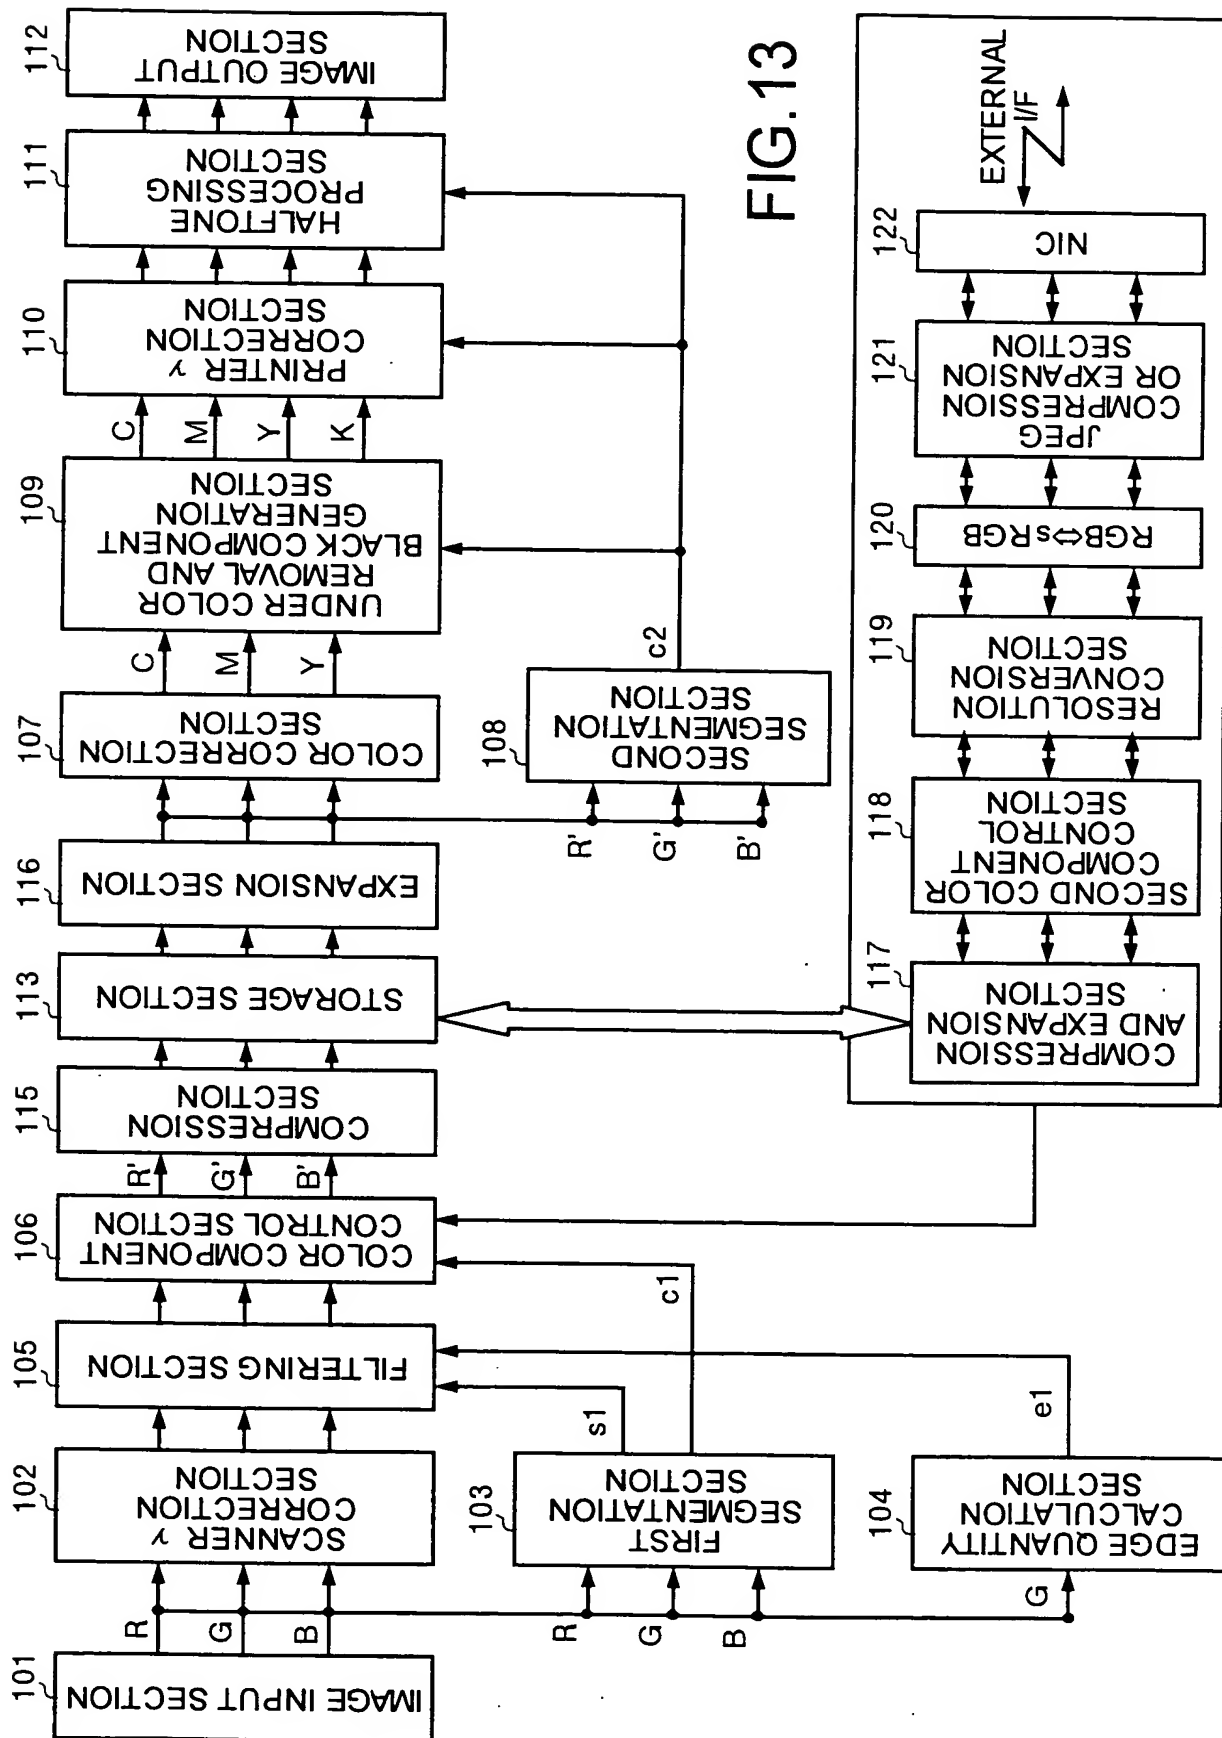 FIG.13
101
IMAGE INPUT SECTION
R
G
B
102
SCANNER γ
CORRECTION
SECTION
R
G
B
103
FIRST
SEGMENTATION
SECTION
s1
c1
G
104
EDGE QUANTITY
CALCULATION
SECTION
e1
105
FILTERING SECTION
106
COLOR COMPONENT
CONTROL SECTION
R'
G'
B'
115
COMPRESSION
SECTION
113
STORAGE SECTION
116
EXPANSION SECTION
107
COLOR CORRECTION
SECTION
R'
G'
B'
108
SECOND
SEGMENTATION
SECTION
c2
C
M
Y
109
UNDER COLOR
REMOVAL AND
BLACK COMPONENT
GENERATION
SECTION
C
M
Y
K
110
PRINTER γ
CORRECTION
SECTION
111
HALFTONE
PROCESSING
SECTION
112
IMAGE OUTPUT
SECTION
117
COMPRESSION
AND EXPANSION
SECTION
118
SECOND COLOR
COMPONENT
CONTROL
SECTION
119
RESOLUTION
CONVERSION
SECTION
120
RGB⇔sRGB
121
JPEG
COMPRESSION
OR EXPANSION
SECTION
122
NIC
EXTERNAL
I/F